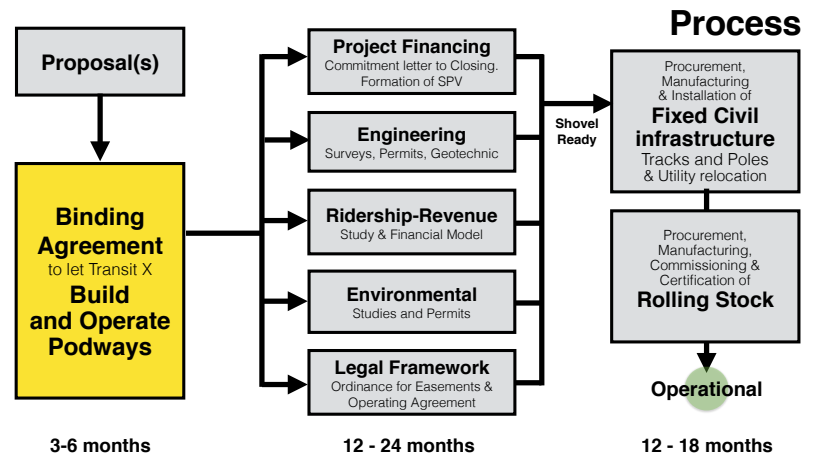 Process
Proposal(s)
Binding
Agreement
to let Transit X
Build
and Operate
Podways
3-6 months
Project Financing
Commitment letter to Closing.
Formation of SPV
Engineering
Surveys, Permits, Geotechnic
Ridership-Revenue
Study & Financial Model
Environmental
Studies and Permits
Legal Framework
Ordinance for Easements &
Operating Agreement
12 - 24 months
Shovel
Ready
Procurement,
Manufacturing
& Installation of
Fixed Civil
infrastructure
Tracks and Poles
& Utility relocation
Procurement,
Manufacturing,
Commissioning &
Certification of
Rolling Stock
Operational
12 - 18 months